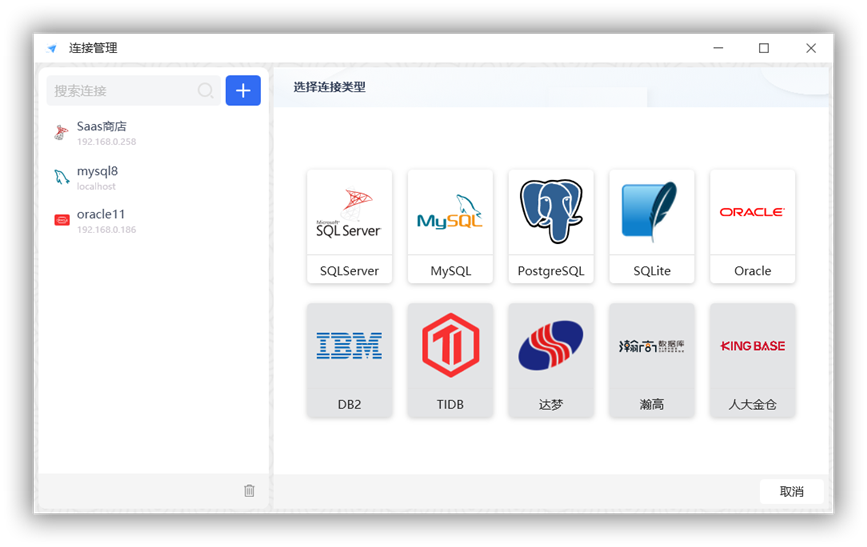 连接管理
搜索连接
选择连接类型
Saas商店
192.168.0.258
mysql8
localhost
oracle11
192.168.0.186
Microsoft
SQL Server
MySQL
ORACLE
SQLServer
MySQL
PostgreSQL
SQLite
Oracle
IBM
TI
瀚高 数据库
KINGBASE
DB2
TIDB
达梦
瀚高
人大金仓
取消